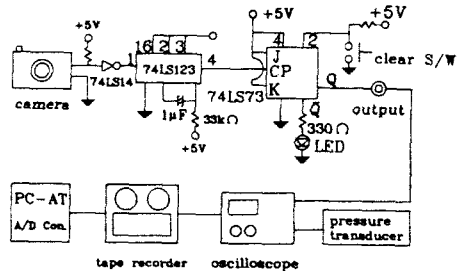 +5V
+5V
+5V
16 2 3
4 2
1
4
J
CP
K
Q
Q̄
clear S/W
74LS14
74LS123
74LS73
camera
1μF
33kΩ
+5V
330Ω
LED
output
PC-AT
A/D Con.
tape recorder
oscilloscope
pressure
transducer